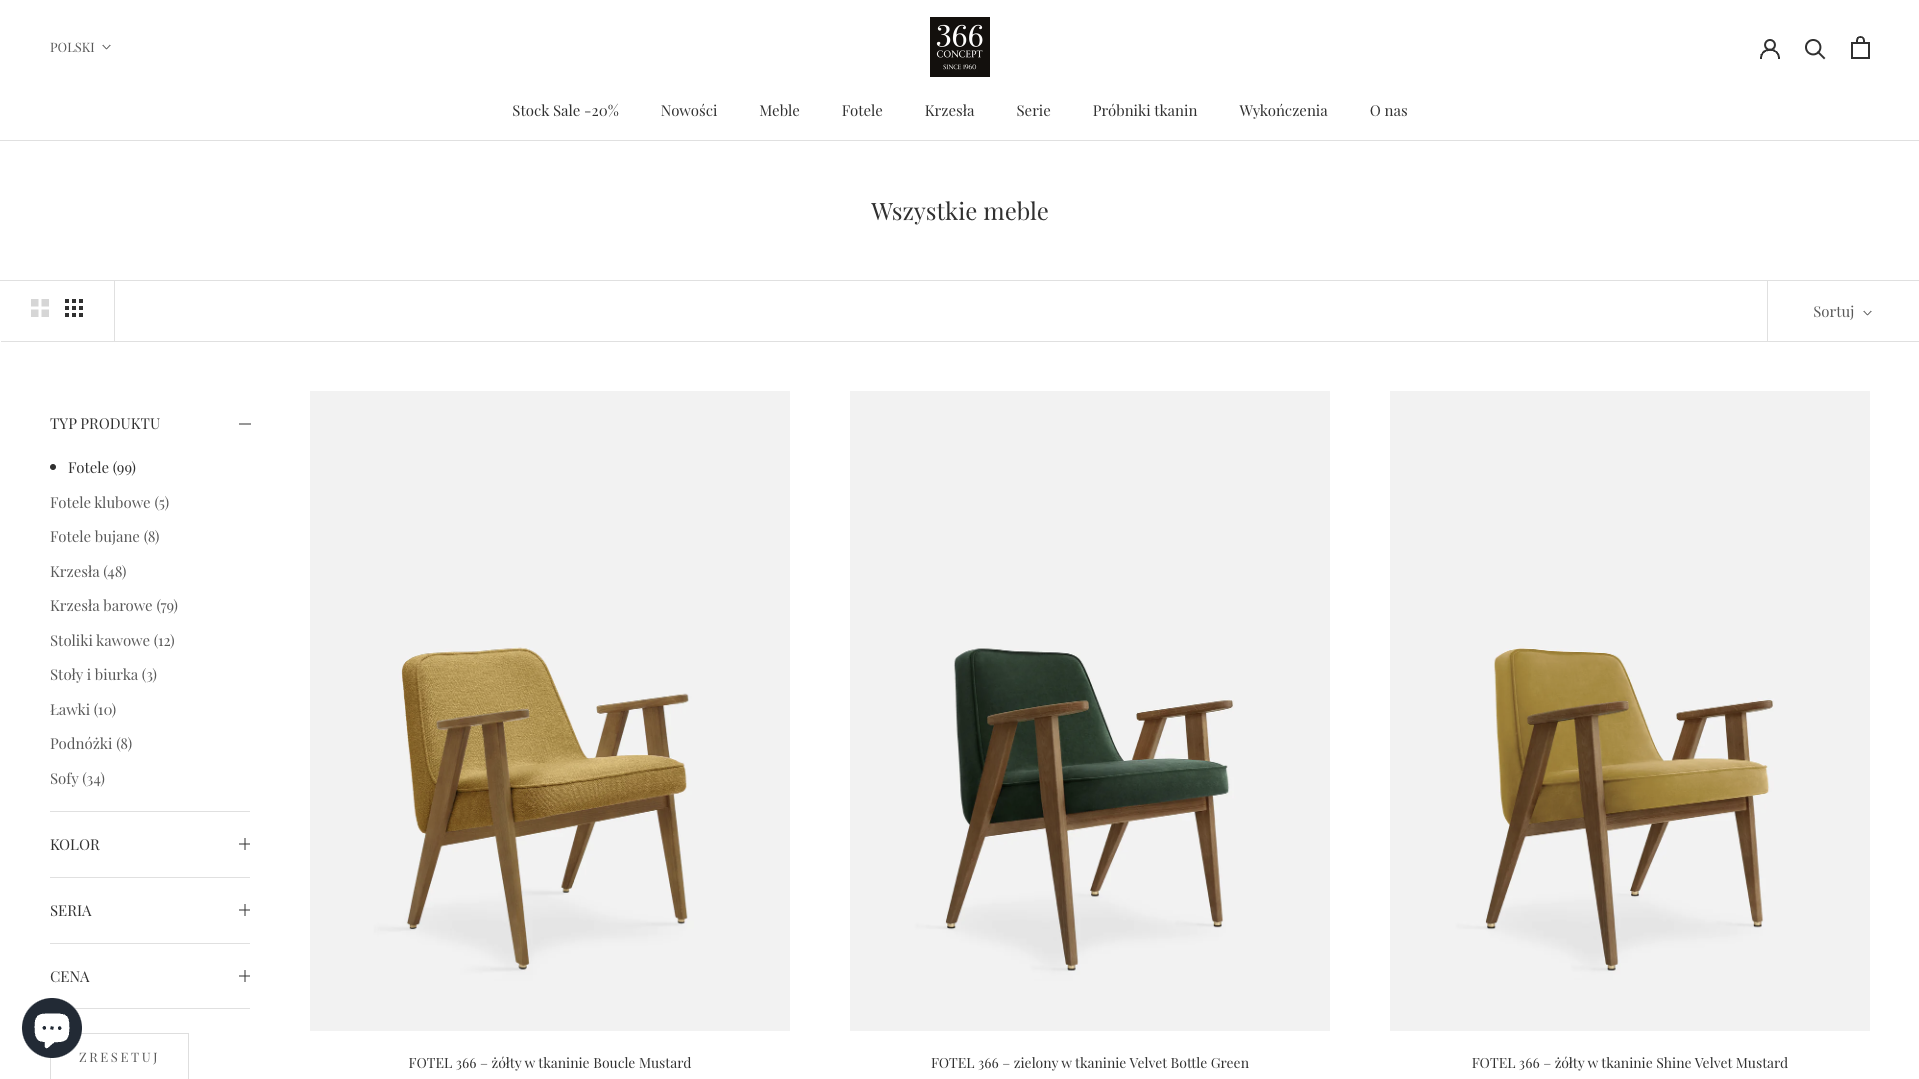 POLSKI
366
CONCEPT
SINCE 1960
Stock Sale -20% Nowości Meble Fotele Krzesła Serie Próbniki tkanin Wykończenia O nas
Wszystkie meble
Sortuj
TYP PRODUKTU
Fotele (99)
Fotele klubowe (5)
Fotele bujane (8)
Krzesła (48)
Krzesła barowe (79)
Stoliki kawowe (12)
Stoły i biurka (3)
Ławki (10)
Podnóżki (8)
Sofy (34)
KOLOR
SERIA
CENA
ZRESETUJ
FOTEL 366 – żółty w tkaninie Boucle Mustard
FOTEL 366 – zielony w tkaninie Velvet Bottle Green
FOTEL 366 – żółty w tkaninie Shine Velvet Mustard